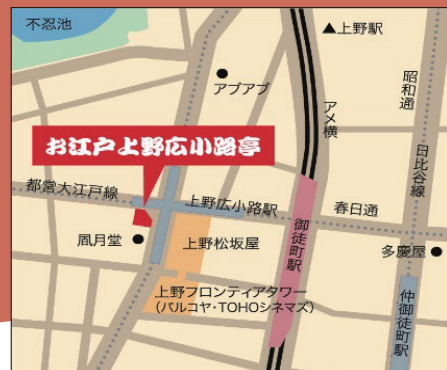 不忍池
▲上野駅
アブアブ
アメ横
昭和通
お江戸上野広小路亭
日比谷線
都営大江戸線
上野広小路駅
春日通
御徒町駅
凮月堂
上野松坂屋
多慶屋
上野フロンティアタワー
(パルコヤ・TOHOシネマズ)
仲御徒町駅